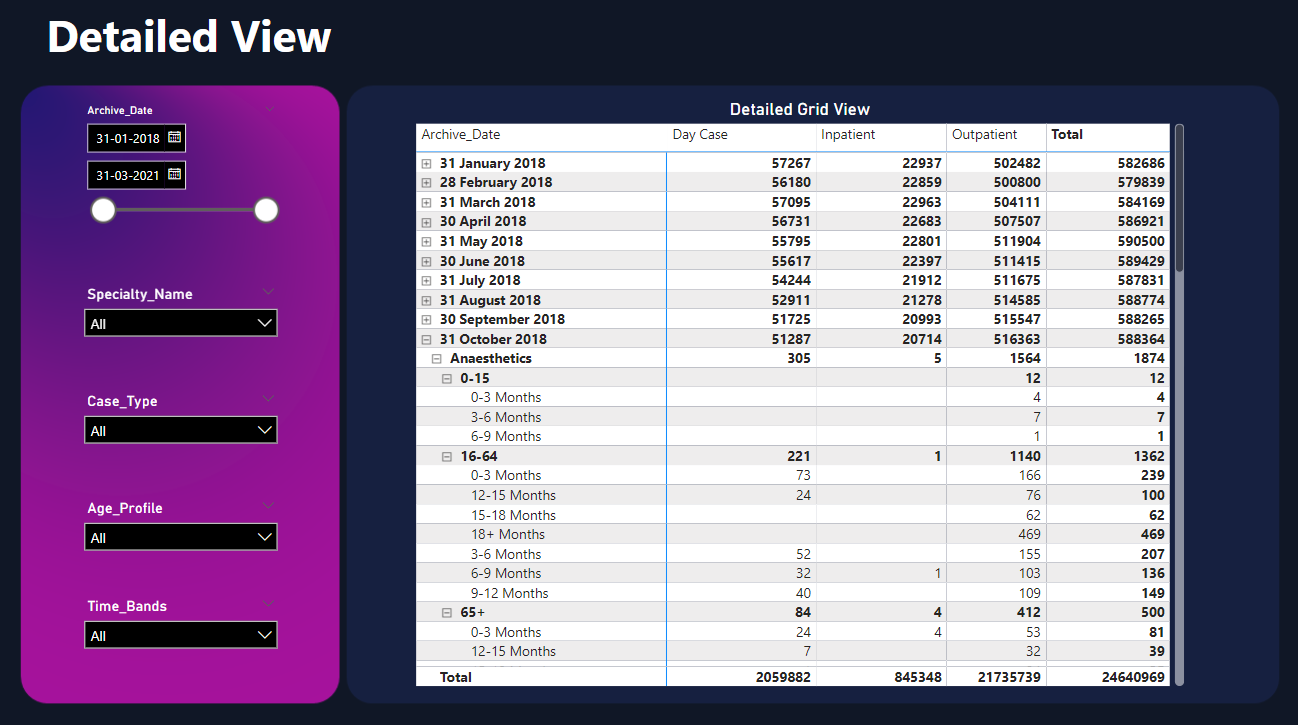 Detailed View
Archive_Date
31-01-2018
31-03-2021
Specialty_Name
All
Case_Type
All
Age_Profile
All
Time_Bands
All
Detailed Grid View
Archive_Date Day Case Inpatient Outpatient Total
31 January 2018 57267 22937 502482 582686
28 February 2018 56180 22859 500800 579839
31 March 2018 57095 22963 504111 584169
30 April 2018 56731 22683 507507 586921
31 May 2018 55795 22801 511904 590500
30 June 2018 55617 22397 511415 589429
31 July 2018 54244 21912 511675 587831
31 August 2018 52911 21278 514585 588774
30 September 2018 51725 20993 515547 588265
31 October 2018 51287 20714 516363 588364
Anaesthetics 305 5 1564 1874
0-15 12 12
0-3 Months 4 4
3-6 Months 7 7
6-9 Months 1 1
16-64 221 1 1140 1362
0-3 Months 73 166 239
12-15 Months 24 76 100
15-18 Months 62 62
18+ Months 469 469
3-6 Months 52 155 207
6-9 Months 32 1 103 136
9-12 Months 40 109 149
65+ 84 4 412 500
0-3 Months 24 4 53 81
12-15 Months 7 32 39
Total 2059882 845348 21735739 24640969